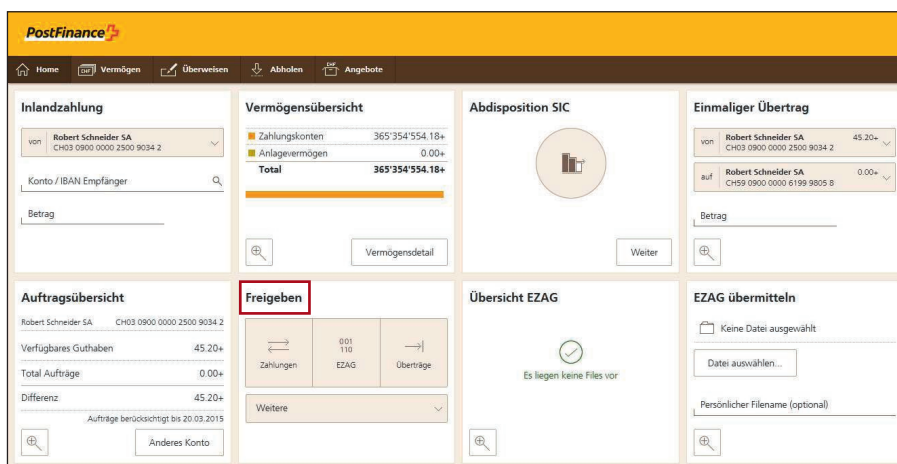 PostFinance
Home Vermögen Überweisen Abholen Angebote
Inlandzahlung
von Robert Schneider SA
CH03 0900 0000 2500 9034 2
Konto / IBAN Empfänger
Betrag
Vermögensübersicht
Zahlungskonten 365'354'554.18+
Anlagevermögen 0.00+
Total 365'354'554.18+
Vermögensdetail
Abdisposition SIC
Weiter
Einmaliger Übertrag
von Robert Schneider SA 45.20+
CH03 0900 0000 2500 9034 2
auf Robert Schneider SA 0.00+
CH59 0900 0000 6199 9805 8
Betrag
Auftragsübersicht
Robert Schneider SA CH03 0900 0000 2500 9034 2
Verfügbares Guthaben 45.20+
Total Aufträge 0.00+
Differenz 45.20+
Aufträge berücksichtigt bis 20.03.2015
Anderes Konto
Freigeben
001
110
Zahlungen EZAG Überträge
Weitere
Übersicht EZAG
Es liegen keine Files vor
EZAG übermitteln
Keine Datei ausgewählt
Datei auswählen...
Persönlicher Filename (optional)